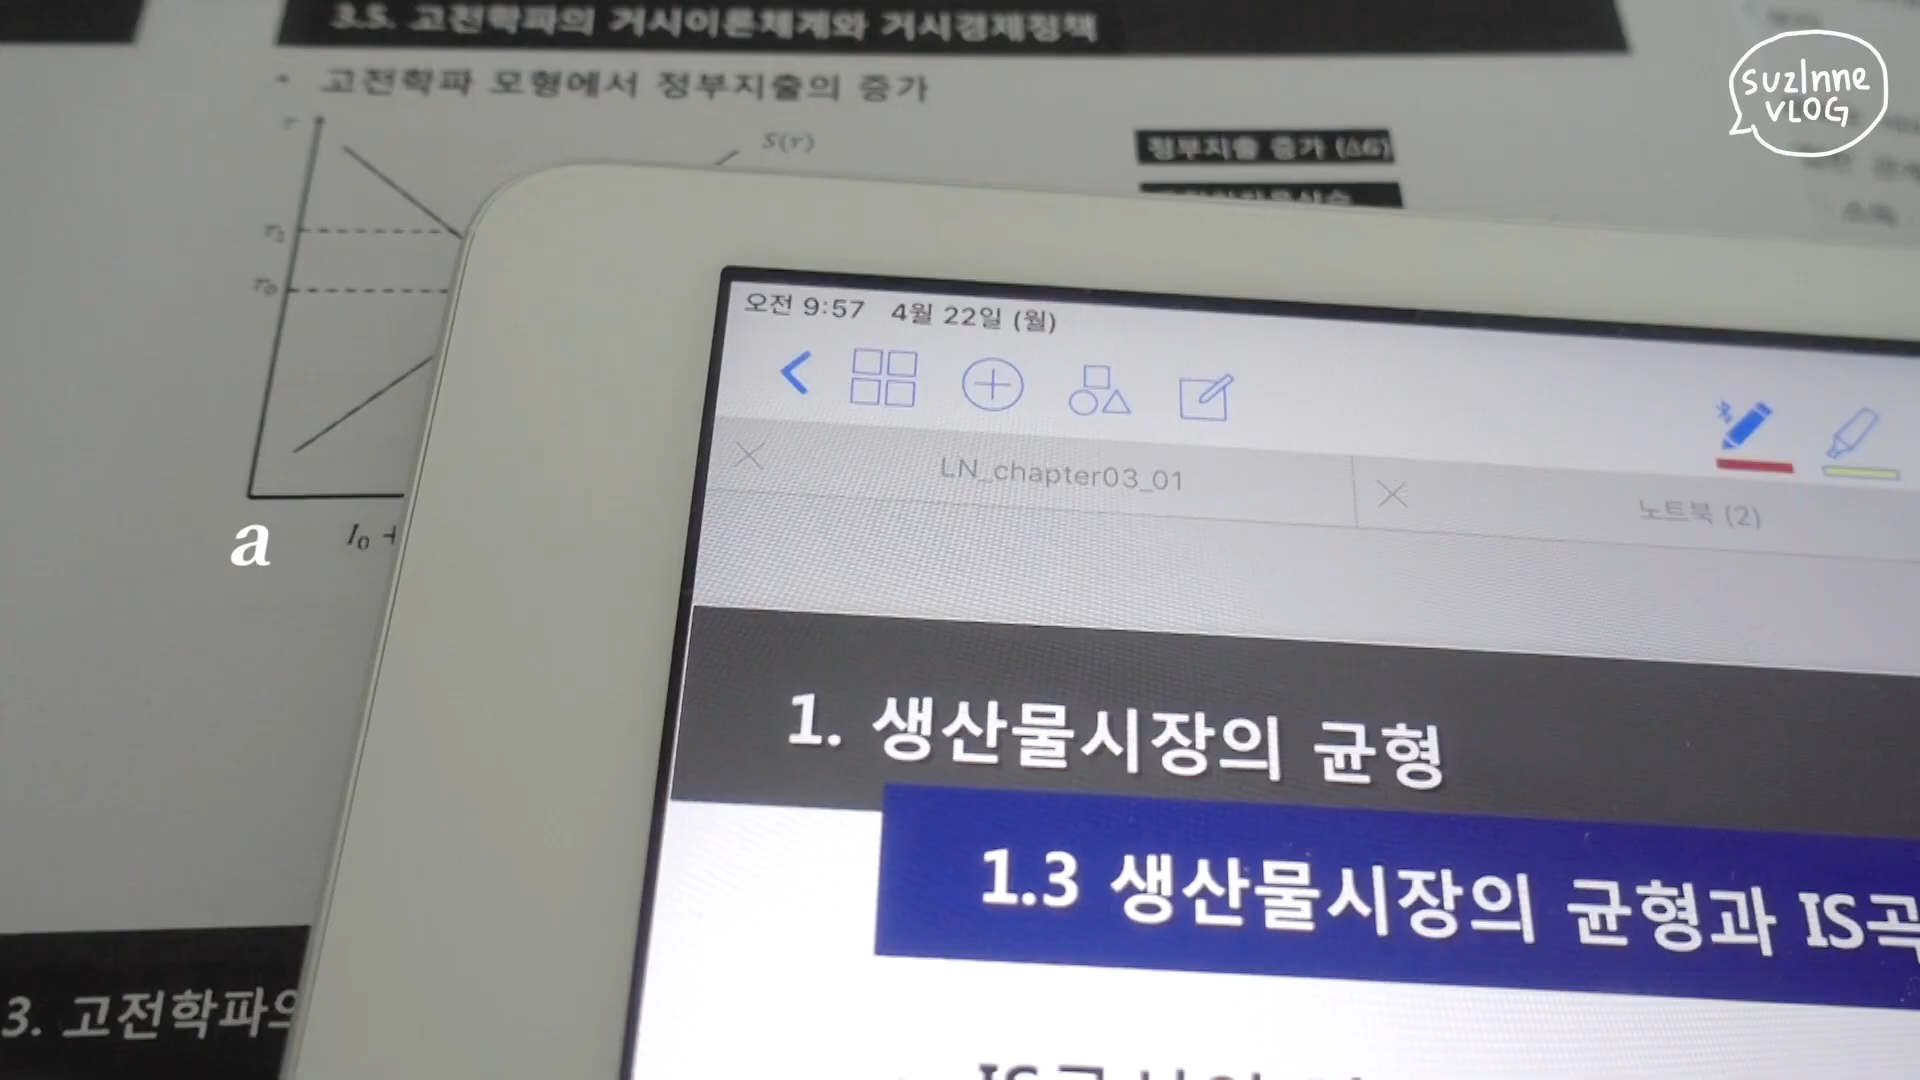 3.5. 고전학파의 거시이론체계와 거시경제정책
- 고전학파 모형에서 정부지출의 증가
suzInne
VLOG
r
S(r)
정부지출 증가 (ΔG)
r₁
r₀
a
I₀ +
3. 고전학파의
오전 9:57 4월 22일 (월)
LN_chapter03_01
노트북 (2)
1. 생산물시장의 균형
1.3 생산물시장의 균형과 IS곡